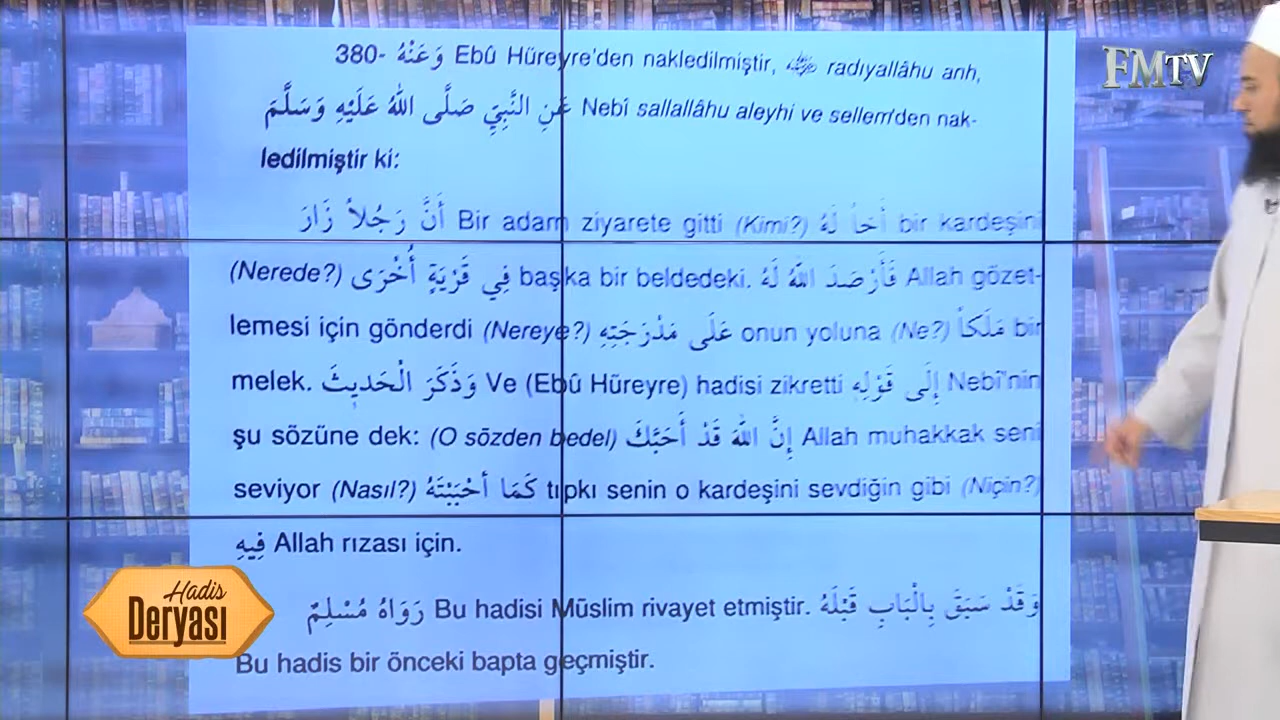 380- وَعَنْهُ Ebû Hüreyre'den nakledilmiştir, radıyallâhu anh,
عَنِ النَّبِيِّ صَلَّى اللهُ عَلَيْهِ وَسَلَّمَ Nebî sallallâhu aleyhi ve sellem'den nak-
ledilmiştir ki:
أَنَّ رَجُلاً زَارَ Bir adam ziyarete gitti (Kimi?) أَخاً لَهُ bir kardeşini
(Nerede?) فِي قَرْيَةٍ أُخْرَى başka bir beldedeki. فَأَرْصَدَ اللهُ لَهُ Allah gözet-
lemesi için gönderdi (Nereye?) عَلَى مَدْرَجَتِهِ onun yoluna (Ne?) مَلَكاً bir
melek. وَذَكَرَ الْحَدِيثَ Ve (Ebû Hüreyre) hadisi zikretti إِلَى قَوْلِهِ Nebî'nin
şu sözüne dek: (O sözden bedel) إِنَّ اللهَ قَدْ أَحَبَّكَ Allah muhakkak seni
seviyor (Nasıl?) كَمَا أَحْبَبْتَهُ tıpkı senin o kardeşini sevdiğin gibi (Niçin?)
فِيهِ Allah rızası için.
رَوَاهُ مُسْلِمٌ Bu hadisi Müslim rivayet etmiştir. وَقَدْ سَبَقَ بِالْبَابِ قَبْلَهُ
Bu hadis bir önceki bapta geçmiştir.
FMTV
Hadis
Deryası